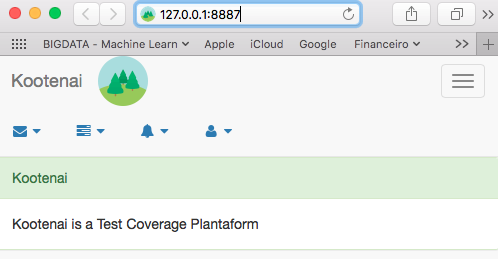 127.0.0.1:8887
BIGDATA - Machine Learn Apple iCloud Google Financeiro >> +
Kootenai
Kootenai
Kootenai is a Test Coverage Plantaform